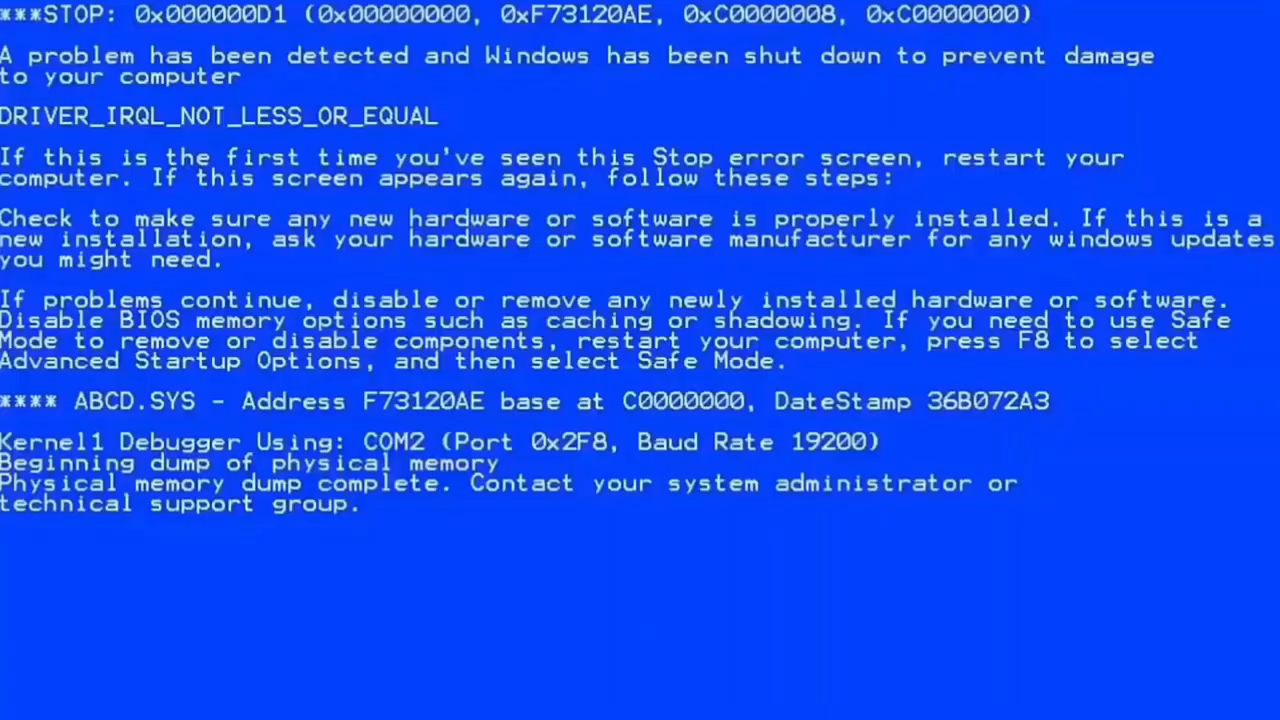 ***STOP: 0x000000D1 (0x00000000, 0xF73120AE, 0xC0000008, 0xC0000000)
A problem has been detected and Windows has been shut down to prevent damage
to your computer
DRIVER_IRQL_NOT_LESS_OR_EQUAL
If this is the first time you've seen this Stop error screen, restart your
computer. If this screen appears again, follow these steps:
Check to make sure any new hardware or software is properly installed. If this is a
new installation, ask your hardware or software manufacturer for any windows updates
you might need.
If problems continue, disable or remove any newly installed hardware or software.
Disable BIOS memory options such as caching or shadowing. If you need to use Safe
Mode to remove or disable components, restart your computer, press F8 to select
Advanced Startup Options, and then select Safe Mode.
**** ABCD.SYS - Address F73120AE base at C0000000, DateStamp 36B072A3
Kernel1 Debugger Using: COM2 (Port 0x2F8, Baud Rate 19200)
Beginning dump of physical memory
Physical memory dump complete. Contact your system administrator or
technical support group.